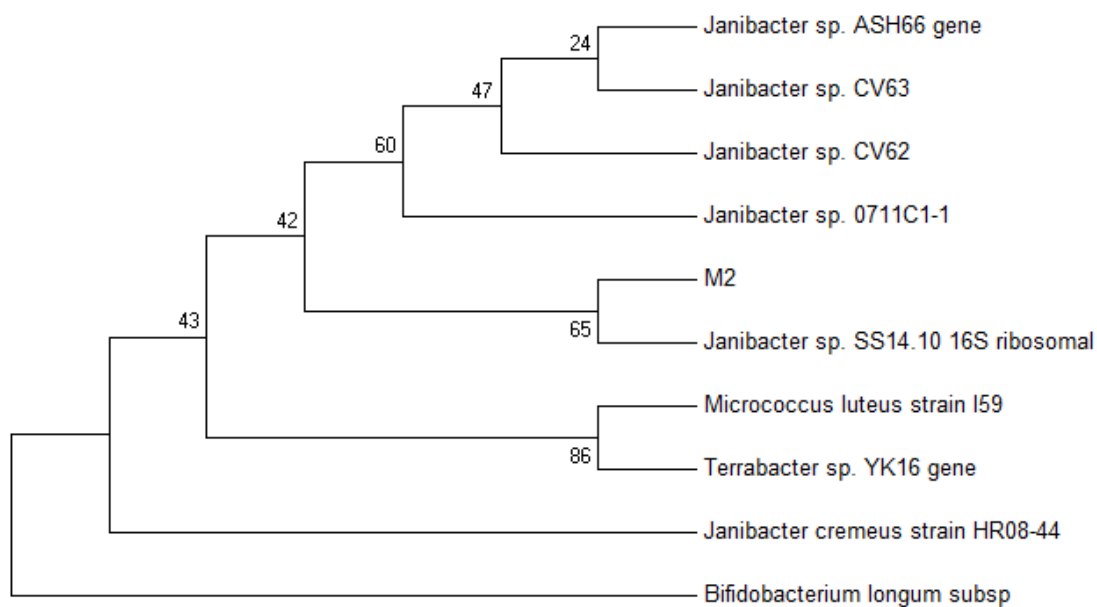 Janibacter sp. ASH66 gene
24
Janibacter sp. CV63
47
Janibacter sp. CV62
60
Janibacter sp. 0711C1-1
42
M2
65
Janibacter sp. SS14.10 16S ribosomal
43
Micrococcus luteus strain I59
86
Terrabacter sp. YK16 gene
Janibacter cremeus strain HR08-44
Bifidobacterium longum subsp